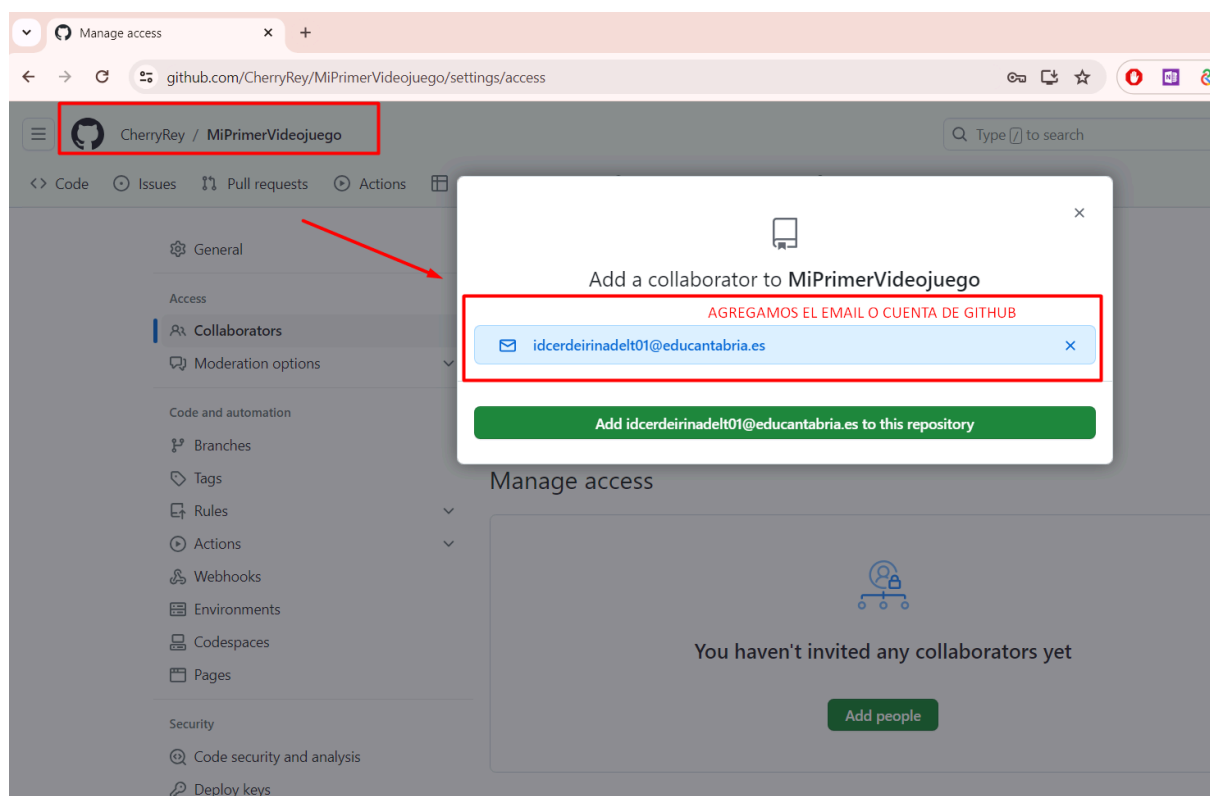 Manage access
github.com/CherryRey/MiPrimerVideojuego/settings/access
CherryRey / MiPrimerVideojuego
Type / to search
Code Issues Pull requests Actions
General
Access
Collaborators
Moderation options
Code and automation
Branches
Tags
Rules
Actions
Webhooks
Environments
Codespaces
Pages
Security
Code security and analysis
Deploy keys
Add a collaborator to MiPrimerVideojuego
AGREGAMOS EL EMAIL O CUENTA DE GITHUB
idcerdeirinadelt01@educantabria.es
Add idcerdeirinadelt01@educantabria.es to this repository
Manage access
You haven't invited any collaborators yet
Add people